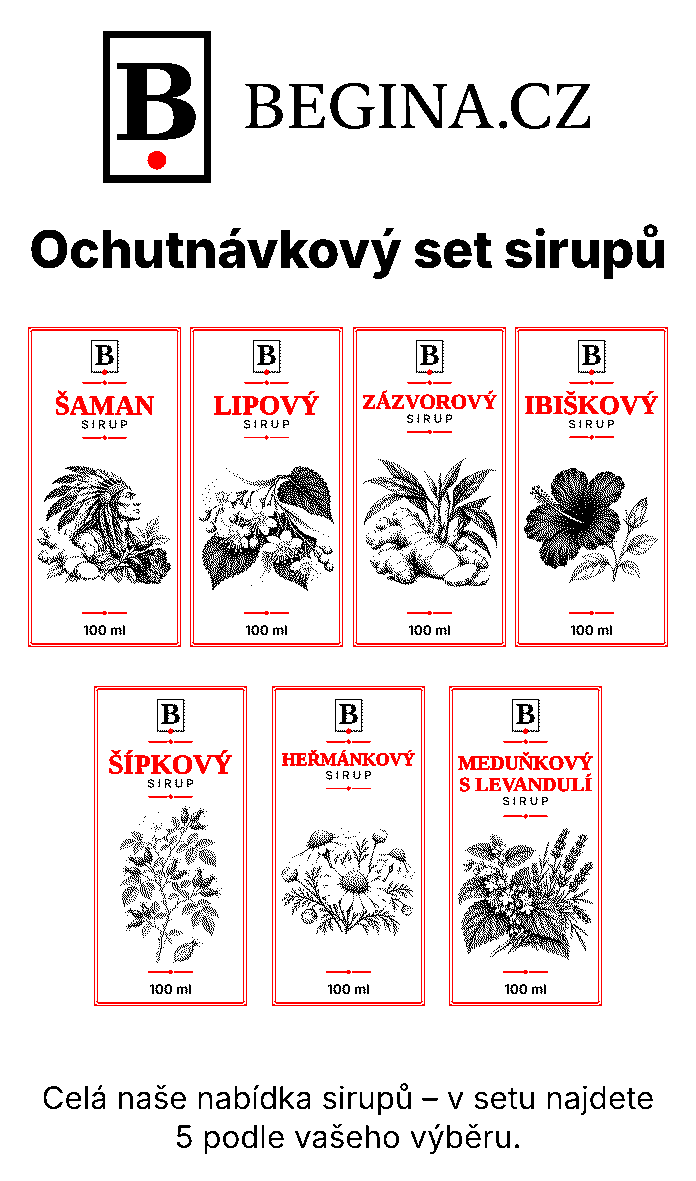 B
BEGINA.CZ
Ochutnávkový set sirupů
B
ŠAMAN
SIRUP
100 ml
B
LIPOVÝ
SIRUP
100 ml
B
ZÁZVOROVÝ
SIRUP
100 ml
B
IBIŠKOVÝ
SIRUP
100 ml
B
ŠÍPKOVÝ
SIRUP
100 ml
B
HEŘMÁNKOVÝ
SIRUP
100 ml
B
MEDUŇKOVÝ
S LEVANDULÍ
SIRUP
100 ml
Celá naše nabídka sirupů – v setu najdete
5 podle vašeho výběru.